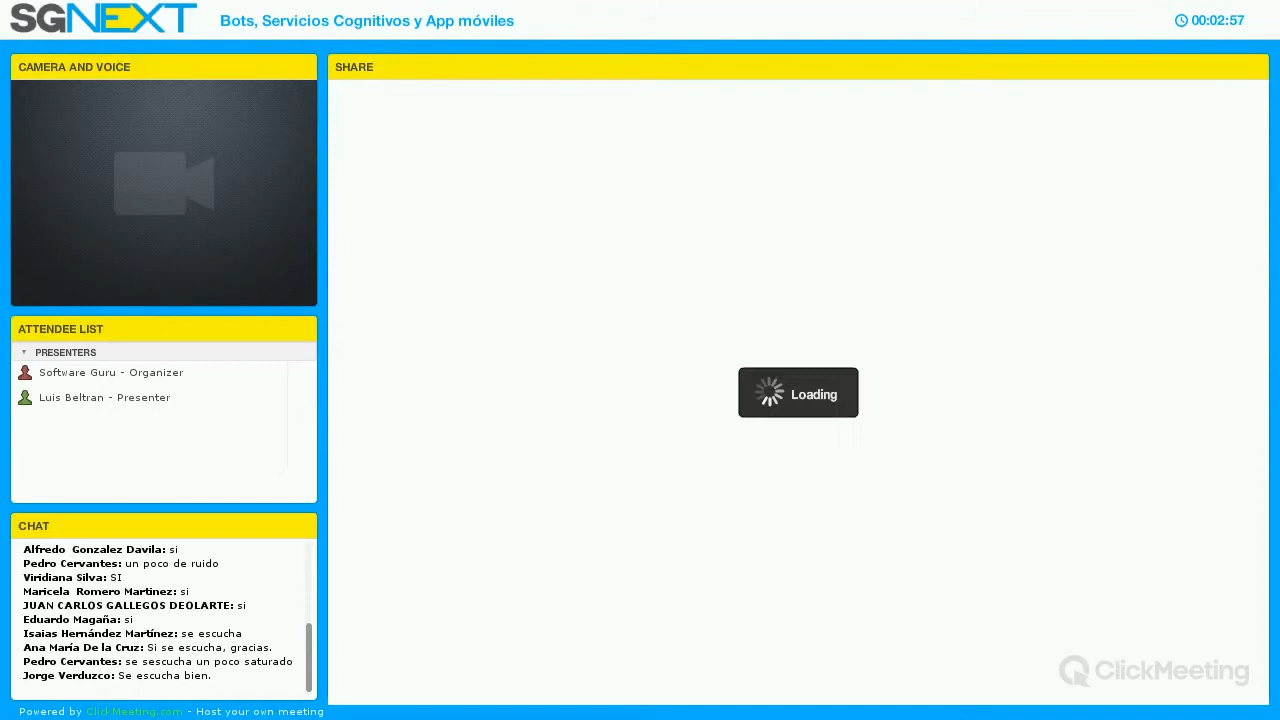 SGNEXT
Bots, Servicios Cognitivos y App móviles
00:02:57
CAMERA AND VOICE
SHARE
ATTENDEE LIST
PRESENTERS
Software Guru - Organizer
Luis Beltran - Presenter
Loading
CHAT
Alfredo Gonzalez Davila: si
Pedro Cervantes: un poco de ruido
Viridiana Silva: SI
Maricela Romero Martinez: si
JUAN CARLOS GALLEGOS DEOLARTE: si
Eduardo Magaña: si
Isaias Hernández Martínez: se escucha
Ana María De la Cruz: Si se escucha, gracias.
Pedro Cervantes: se sescucha un poco saturado
Jorge Verduzco: Se escucha bien.
ClickMeeting
Powered by ClickMeeting.com - Host your own meeting